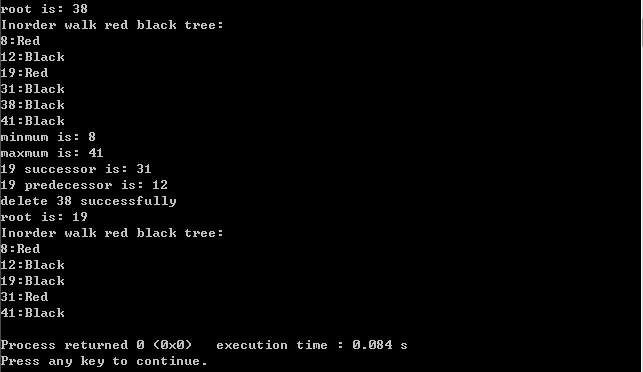 root is: 38
Inorder walk red black tree:
8:Red
12:Black
19:Red
31:Black
38:Black
41:Black
minmum is: 8
maxmum is: 41
19 successor is: 31
19 predecessor is: 12
delete 38 successfully
root is: 19
Inorder walk red black tree:
8:Red
12:Black
19:Black
31:Red
41:Black
Process returned 0 (0x0)   execution time : 0.084 s
Press any key to continue.